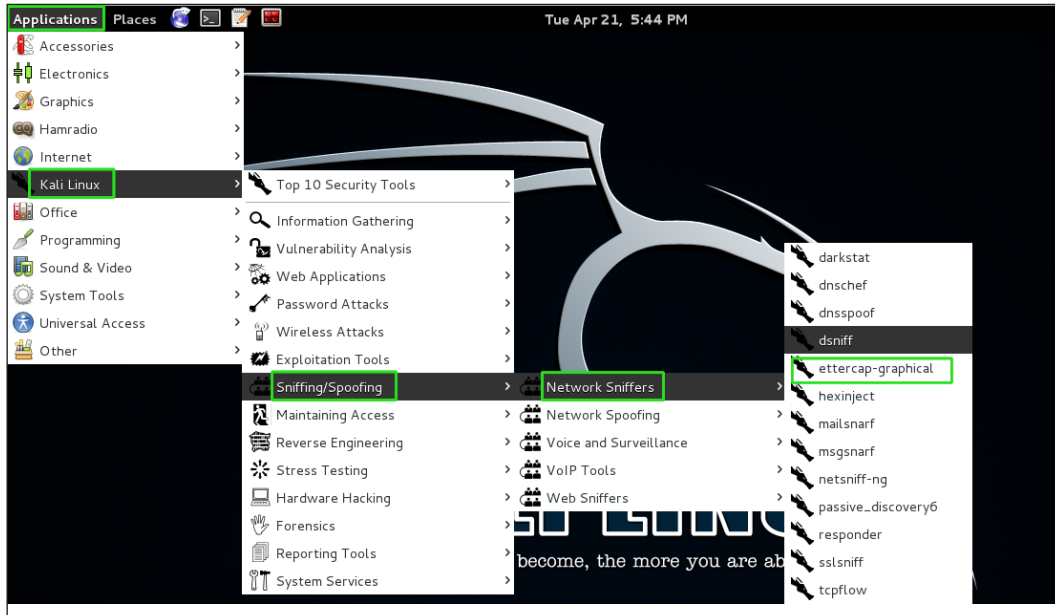 Applications Places Tue Apr 21, 5:44 PM
Accessories
Electronics
Graphics
Hamradio
Internet
Kali Linux
Office
Programming
Sound & Video
System Tools
Universal Access
Other
Top 10 Security Tools
Information Gathering
Vulnerability Analysis
Web Applications
Password Attacks
Wireless Attacks
Exploitation Tools
Sniffing/Spoofing
Maintaining Access
Reverse Engineering
Stress Testing
Hardware Hacking
Forensics
Reporting Tools
System Services
Network Sniffers
Network Spoofing
Voice and Surveillance
VoIP Tools
Web Sniffers
darkstat
dnschef
dnsspoof
dsniff
ettercap-graphical
hexinject
mailsnarf
msgsnarf
netsniff-ng
passive_discovery6
responder
sslsniff
tcpflow
become, the more you are ab